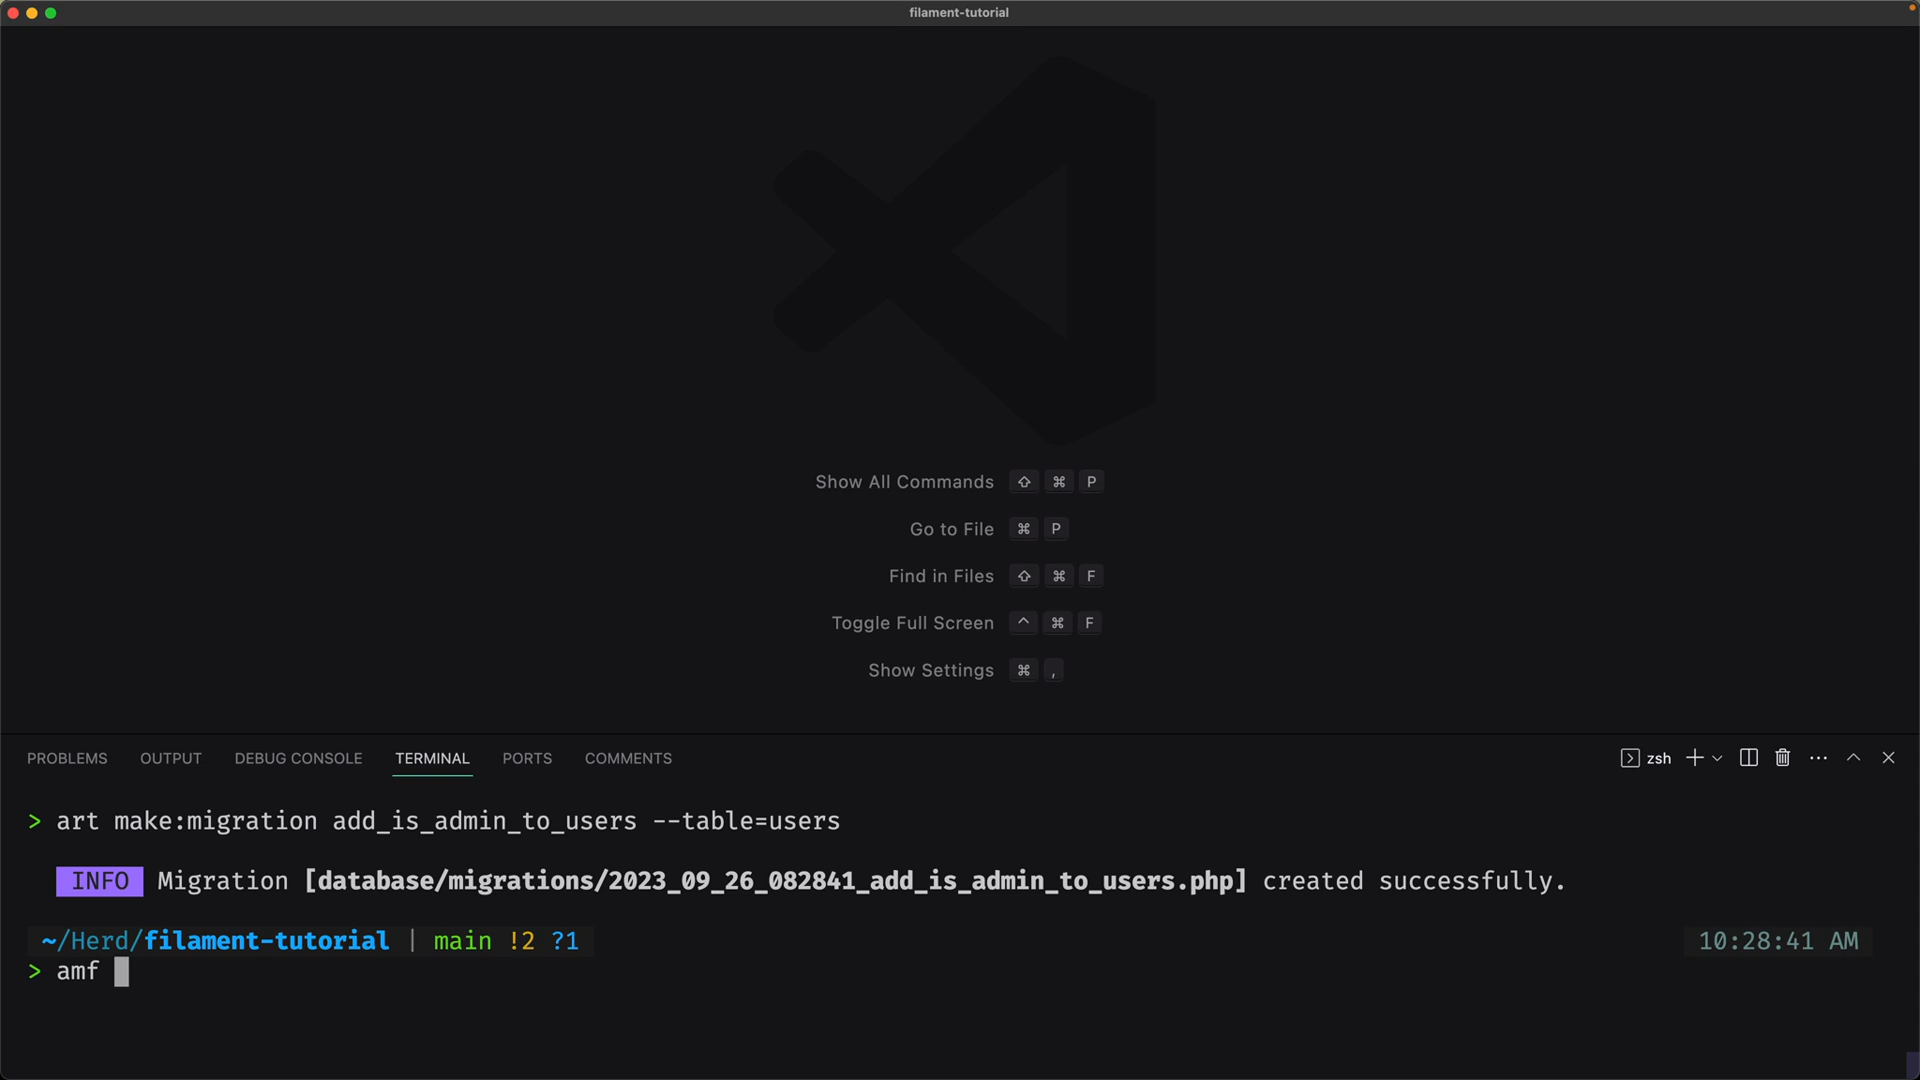 filament-tutorial
Show All Commands ⇧ ⌘ P
Go to File ⌘ P
Find in Files ⇧ ⌘ F
Toggle Full Screen ^ ⌘ F
Show Settings ⌘ ,
PROBLEMS OUTPUT DEBUG CONSOLE TERMINAL PORTS COMMENTS zsh
> art make:migration add_is_admin_to_users --table=users
INFO Migration [database/migrations/2023_09_26_082841_add_is_admin_to_users.php] created successfully.
~/Herd/filament-tutorial | main !2 ?1 10:28:41 AM
> amf